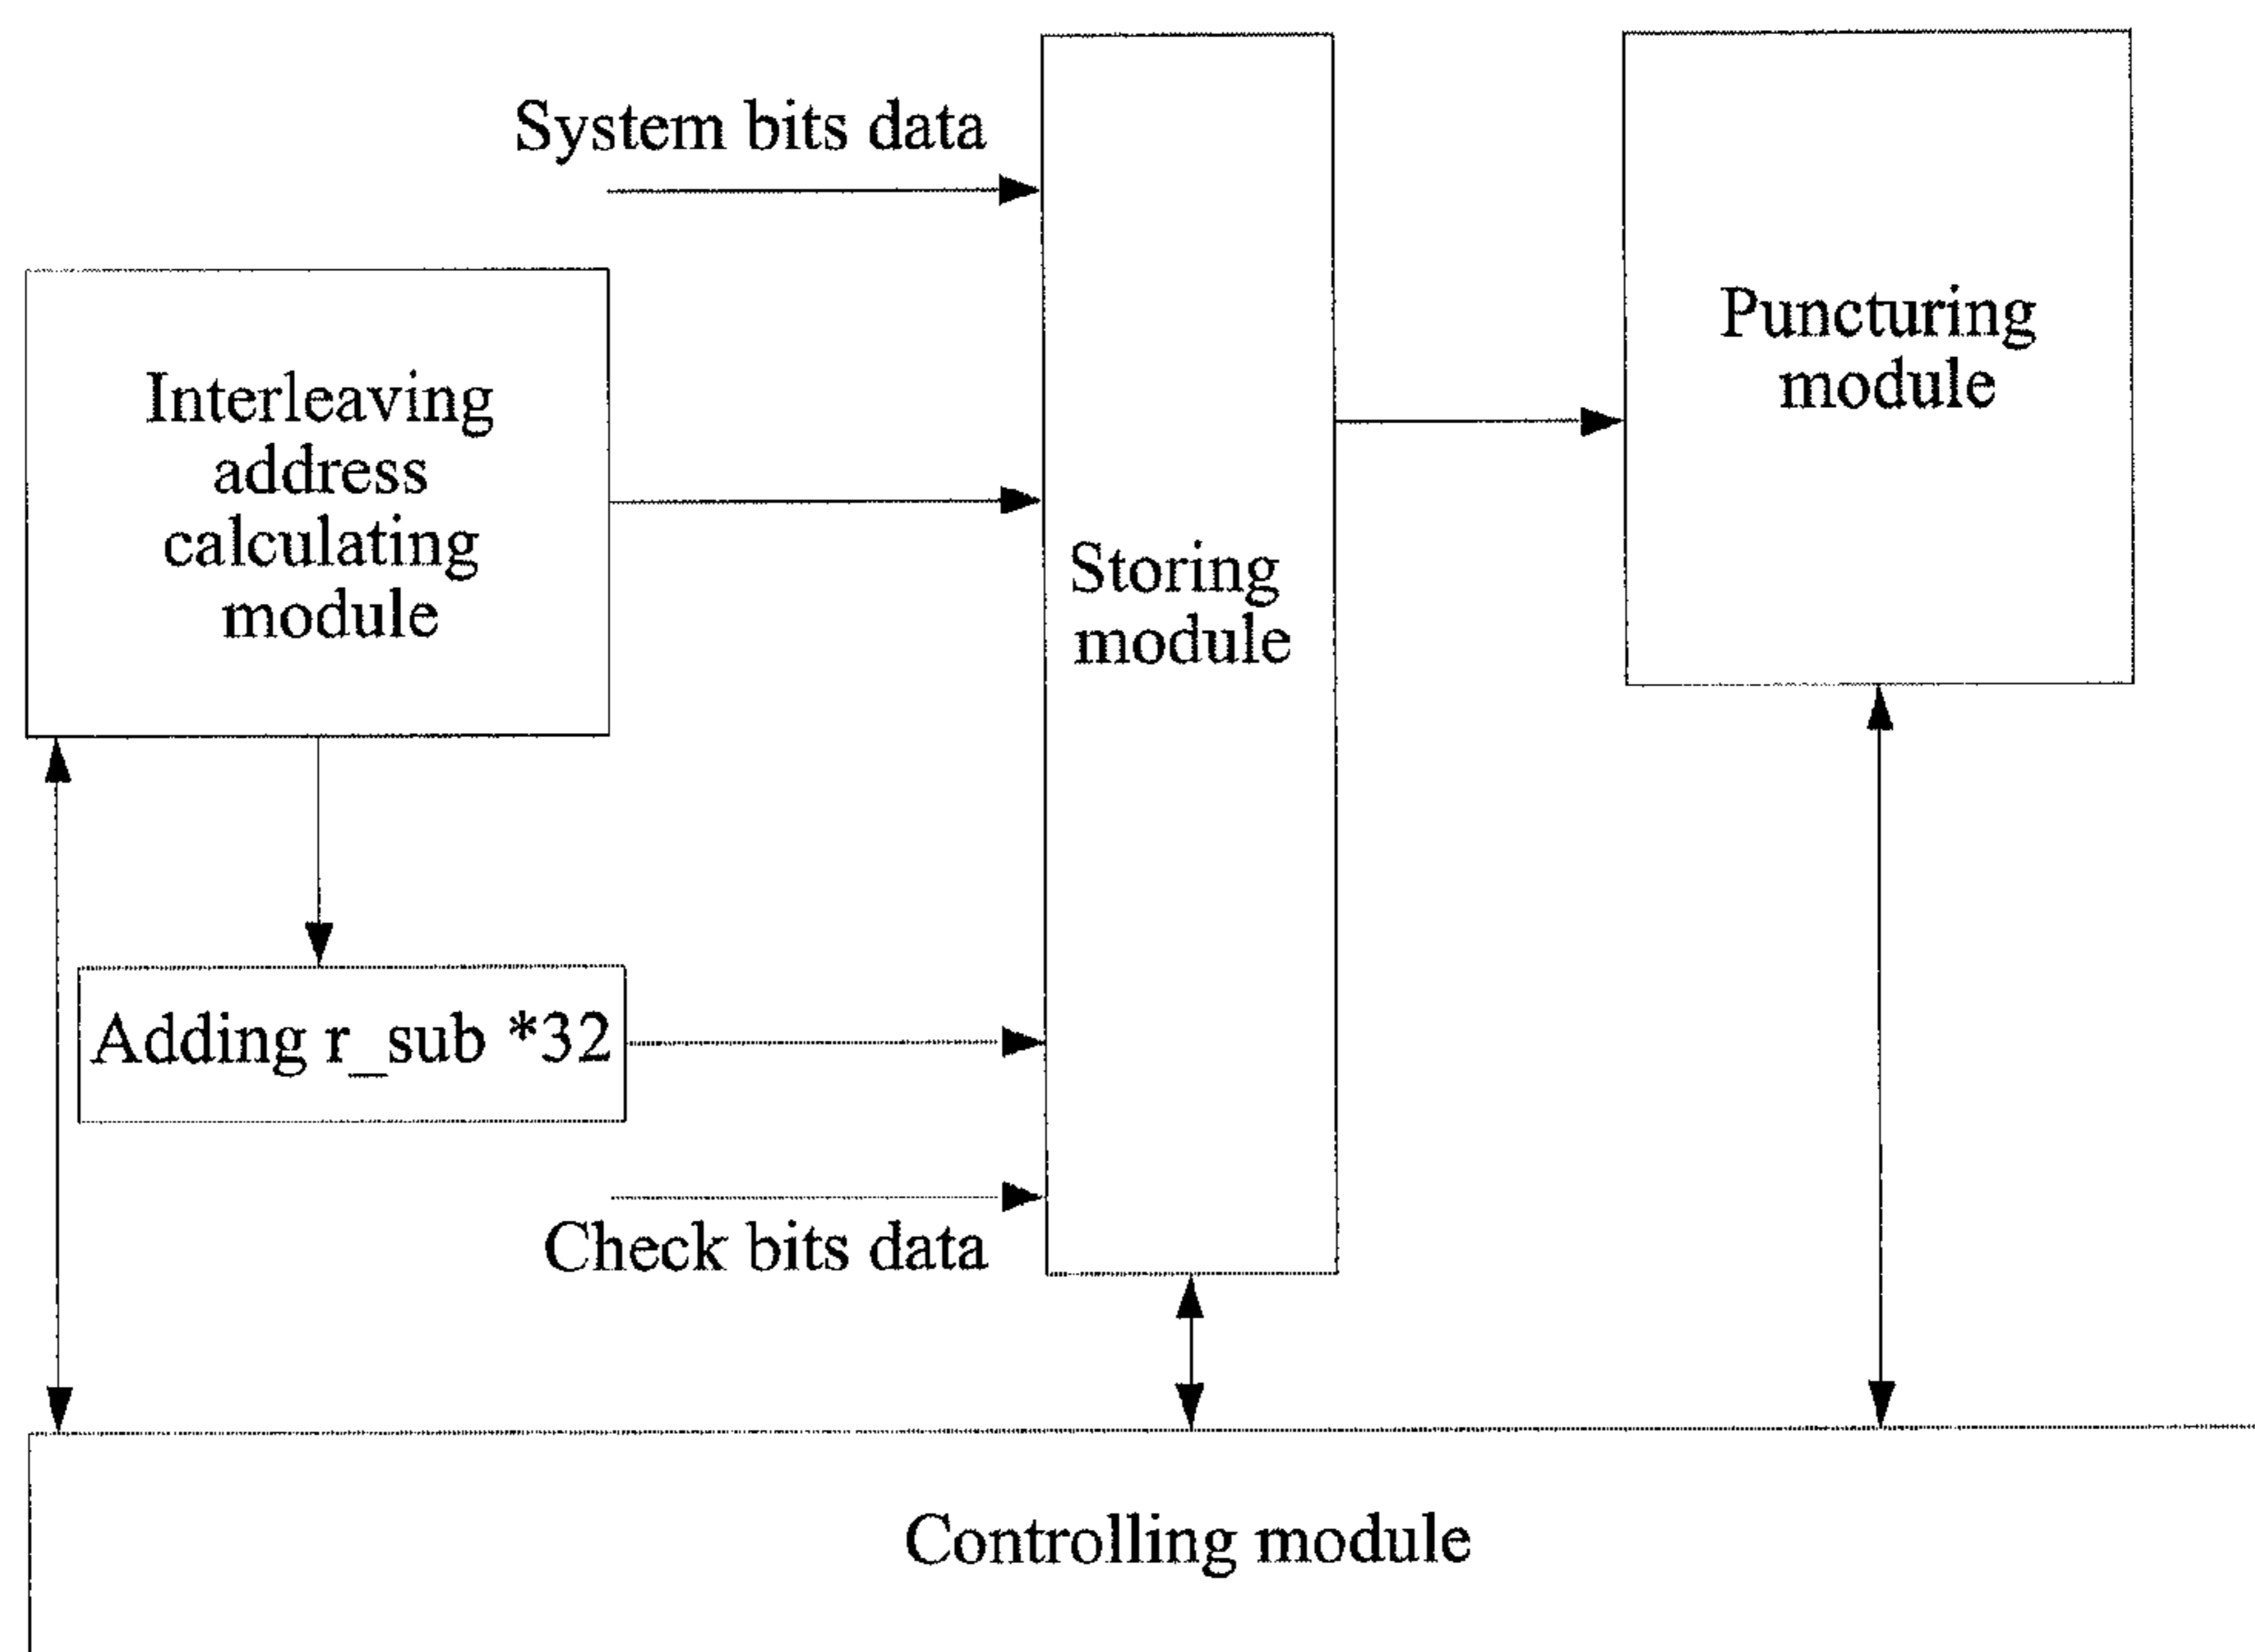 System bits data
Interleaving
address
calculating
module
Storing
module
Puncturing
module
Adding r_sub *32
Check bits data
Controlling module